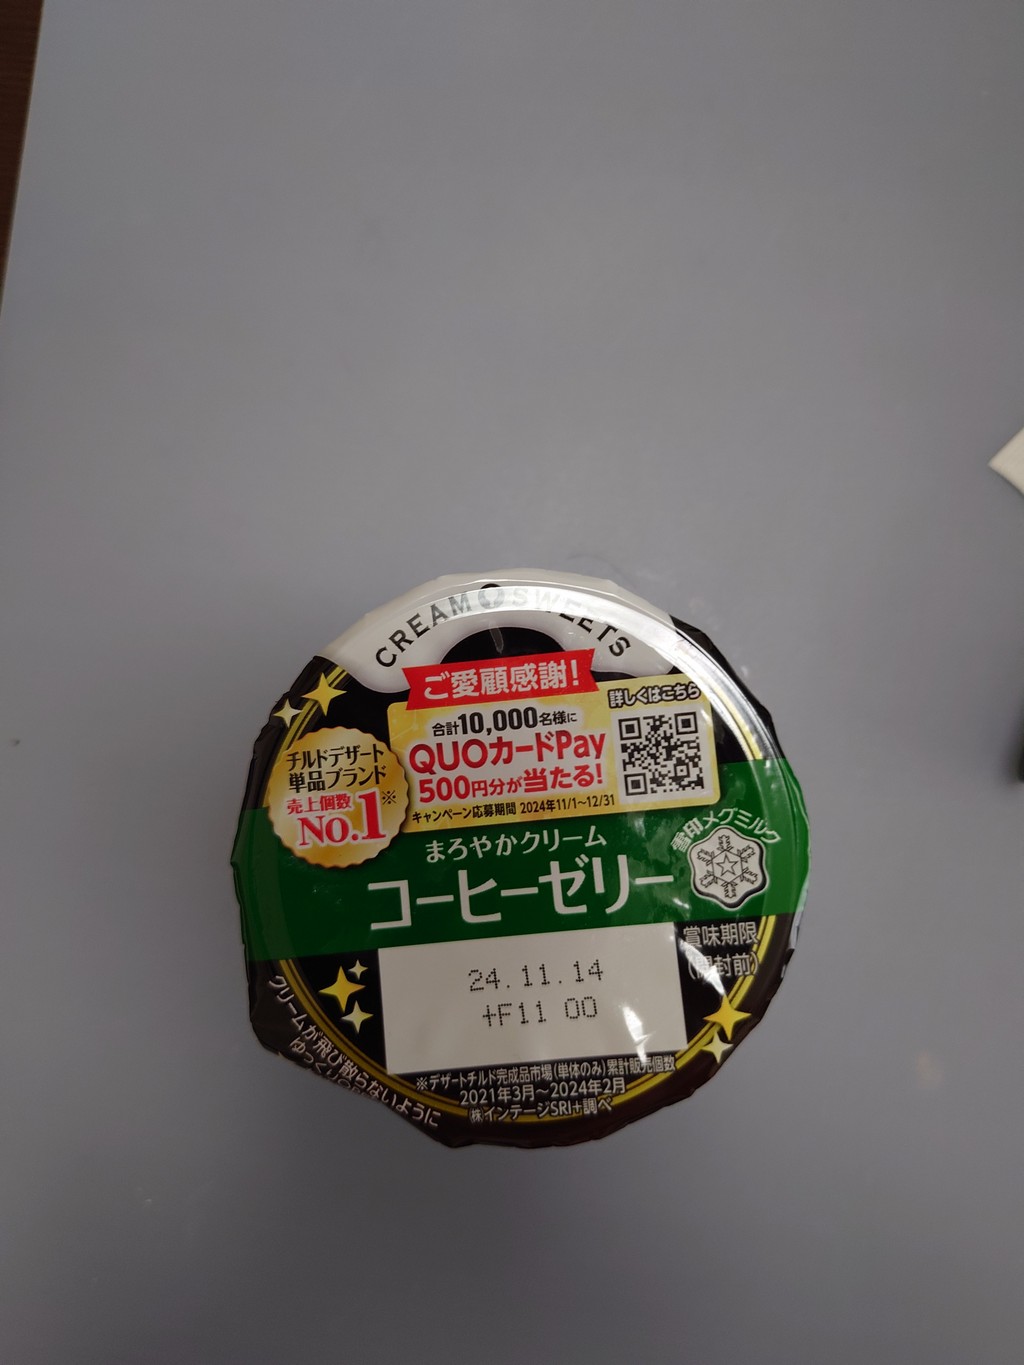 CREAM SWEETS
ご愛顧感謝!
合計10,000名様に
QUOカードPay
500円分が当たる!
キャンペーン応募期間 2024年11/1~12/31
詳しくはこちら
チルドデザート
単品ブランド
売上個数
No.1※
まろやかクリーム
コーヒーゼリー
雪印メグミルク
賞味期限
(開封前)
24.11.14
+F11 00
※デザートチルド完成品市場(単体のみ)累計販売個数
2021年3月~2024年2月
㈱インテージSRI+調べ
クリームが飛び散らないように
ゆっくり